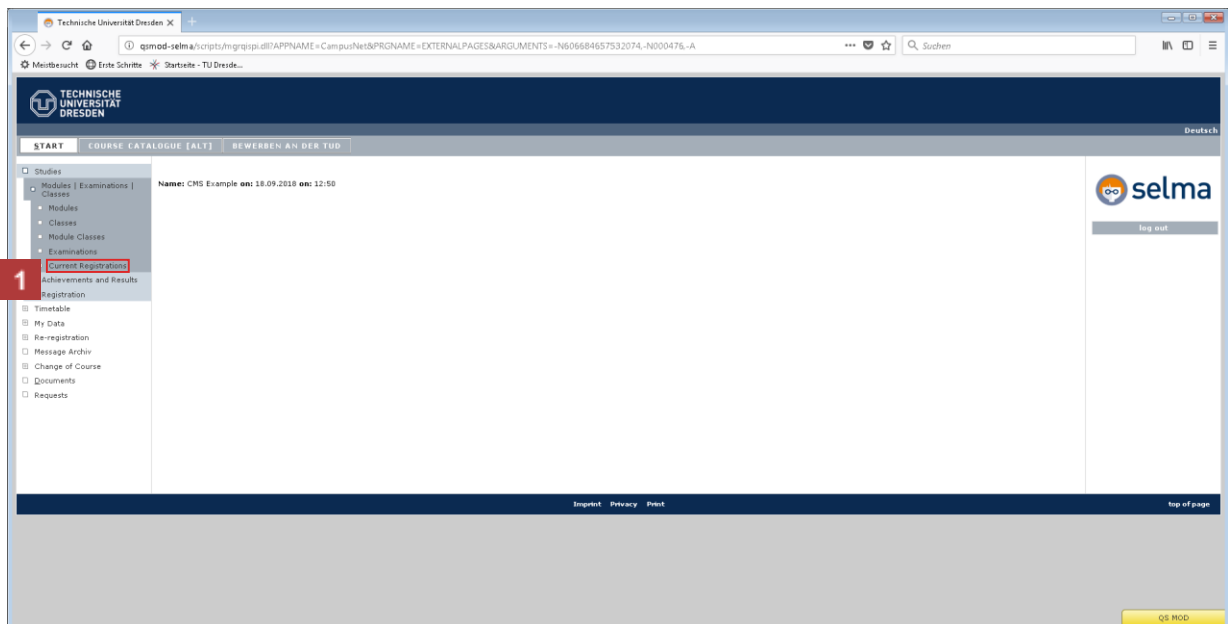 Technische Universität Dresden
qsmod-selma/scripts/mgrqispi.dll?APPNAME=CampusNet&PRGNAME=EXTERNALPAGES&ARGUMENTS=-N606684657532074,-N000476,-A
Suchen
Meistbesucht Erste Schritte Startseite - TU Dresde...
TECHNISCHE
UNIVERSITÄT
DRESDEN
Deutsch
START COURSE CATALOGUE [ALT] BEWERBEN AN DER TUD
Studies
Modules | Examinations |
Classes
Modules
Classes
Module Classes
Examinations
Current Registrations
1
Achievements and Results
Registration
Timetable
My Data
Re-registration
Message Archiv
Change of Course
Documents
Requests
Name: CMS Example on: 18.09.2018 on: 12:50
selma
log out
Imprint Privacy Print
top of page
QS MOD